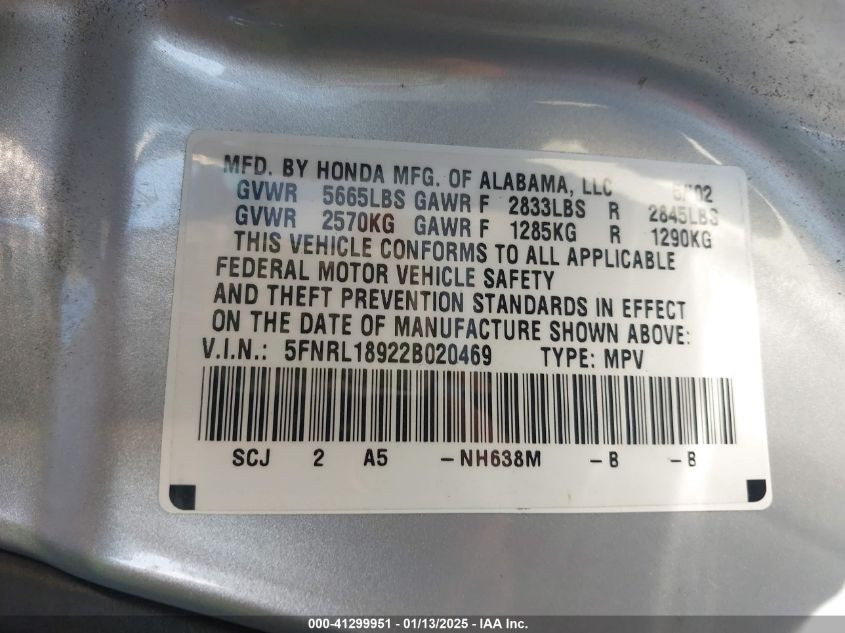 MFD. BY HONDA MFG. OF ALABAMA, LLC 5/02
GVWR 5665LBS GAWR F 2833LBS R 2845LBS
GVWR 2570KG GAWR F 1285KG R 1290KG
THIS VEHICLE CONFORMS TO ALL APPLICABLE
FEDERAL MOTOR VEHICLE SAFETY
AND THEFT PREVENTION STANDARDS IN EFFECT
ON THE DATE OF MANUFACTURE SHOWN ABOVE:
V.I.N.: 5FNRL18922B020469 TYPE: MPV
SCJ 2 A5 -NH638M -B -B
000-41299951 / 01/13/2025 - IAA Inc.